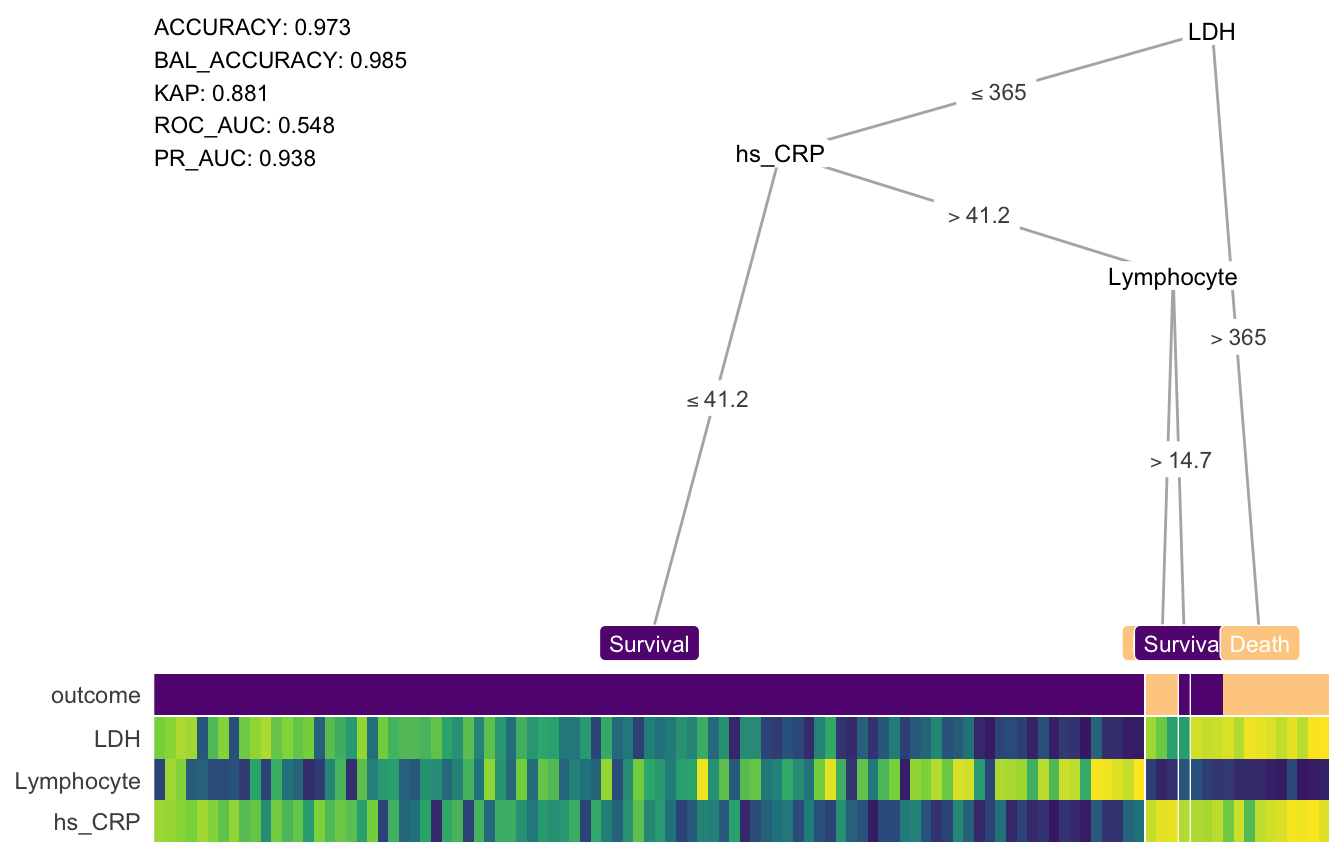 ACCURACY: 0.973
BAL_ACCURACY: 0.985
KAP: 0.881
ROC_AUC: 0.548
PR_AUC: 0.938
LDH
≤ 365
hs_CRP
> 41.2
Lymphocyte
> 365
≤ 41.2
> 14.7
Survival
Death
outcome
LDH
Lymphocyte
hs_CRP